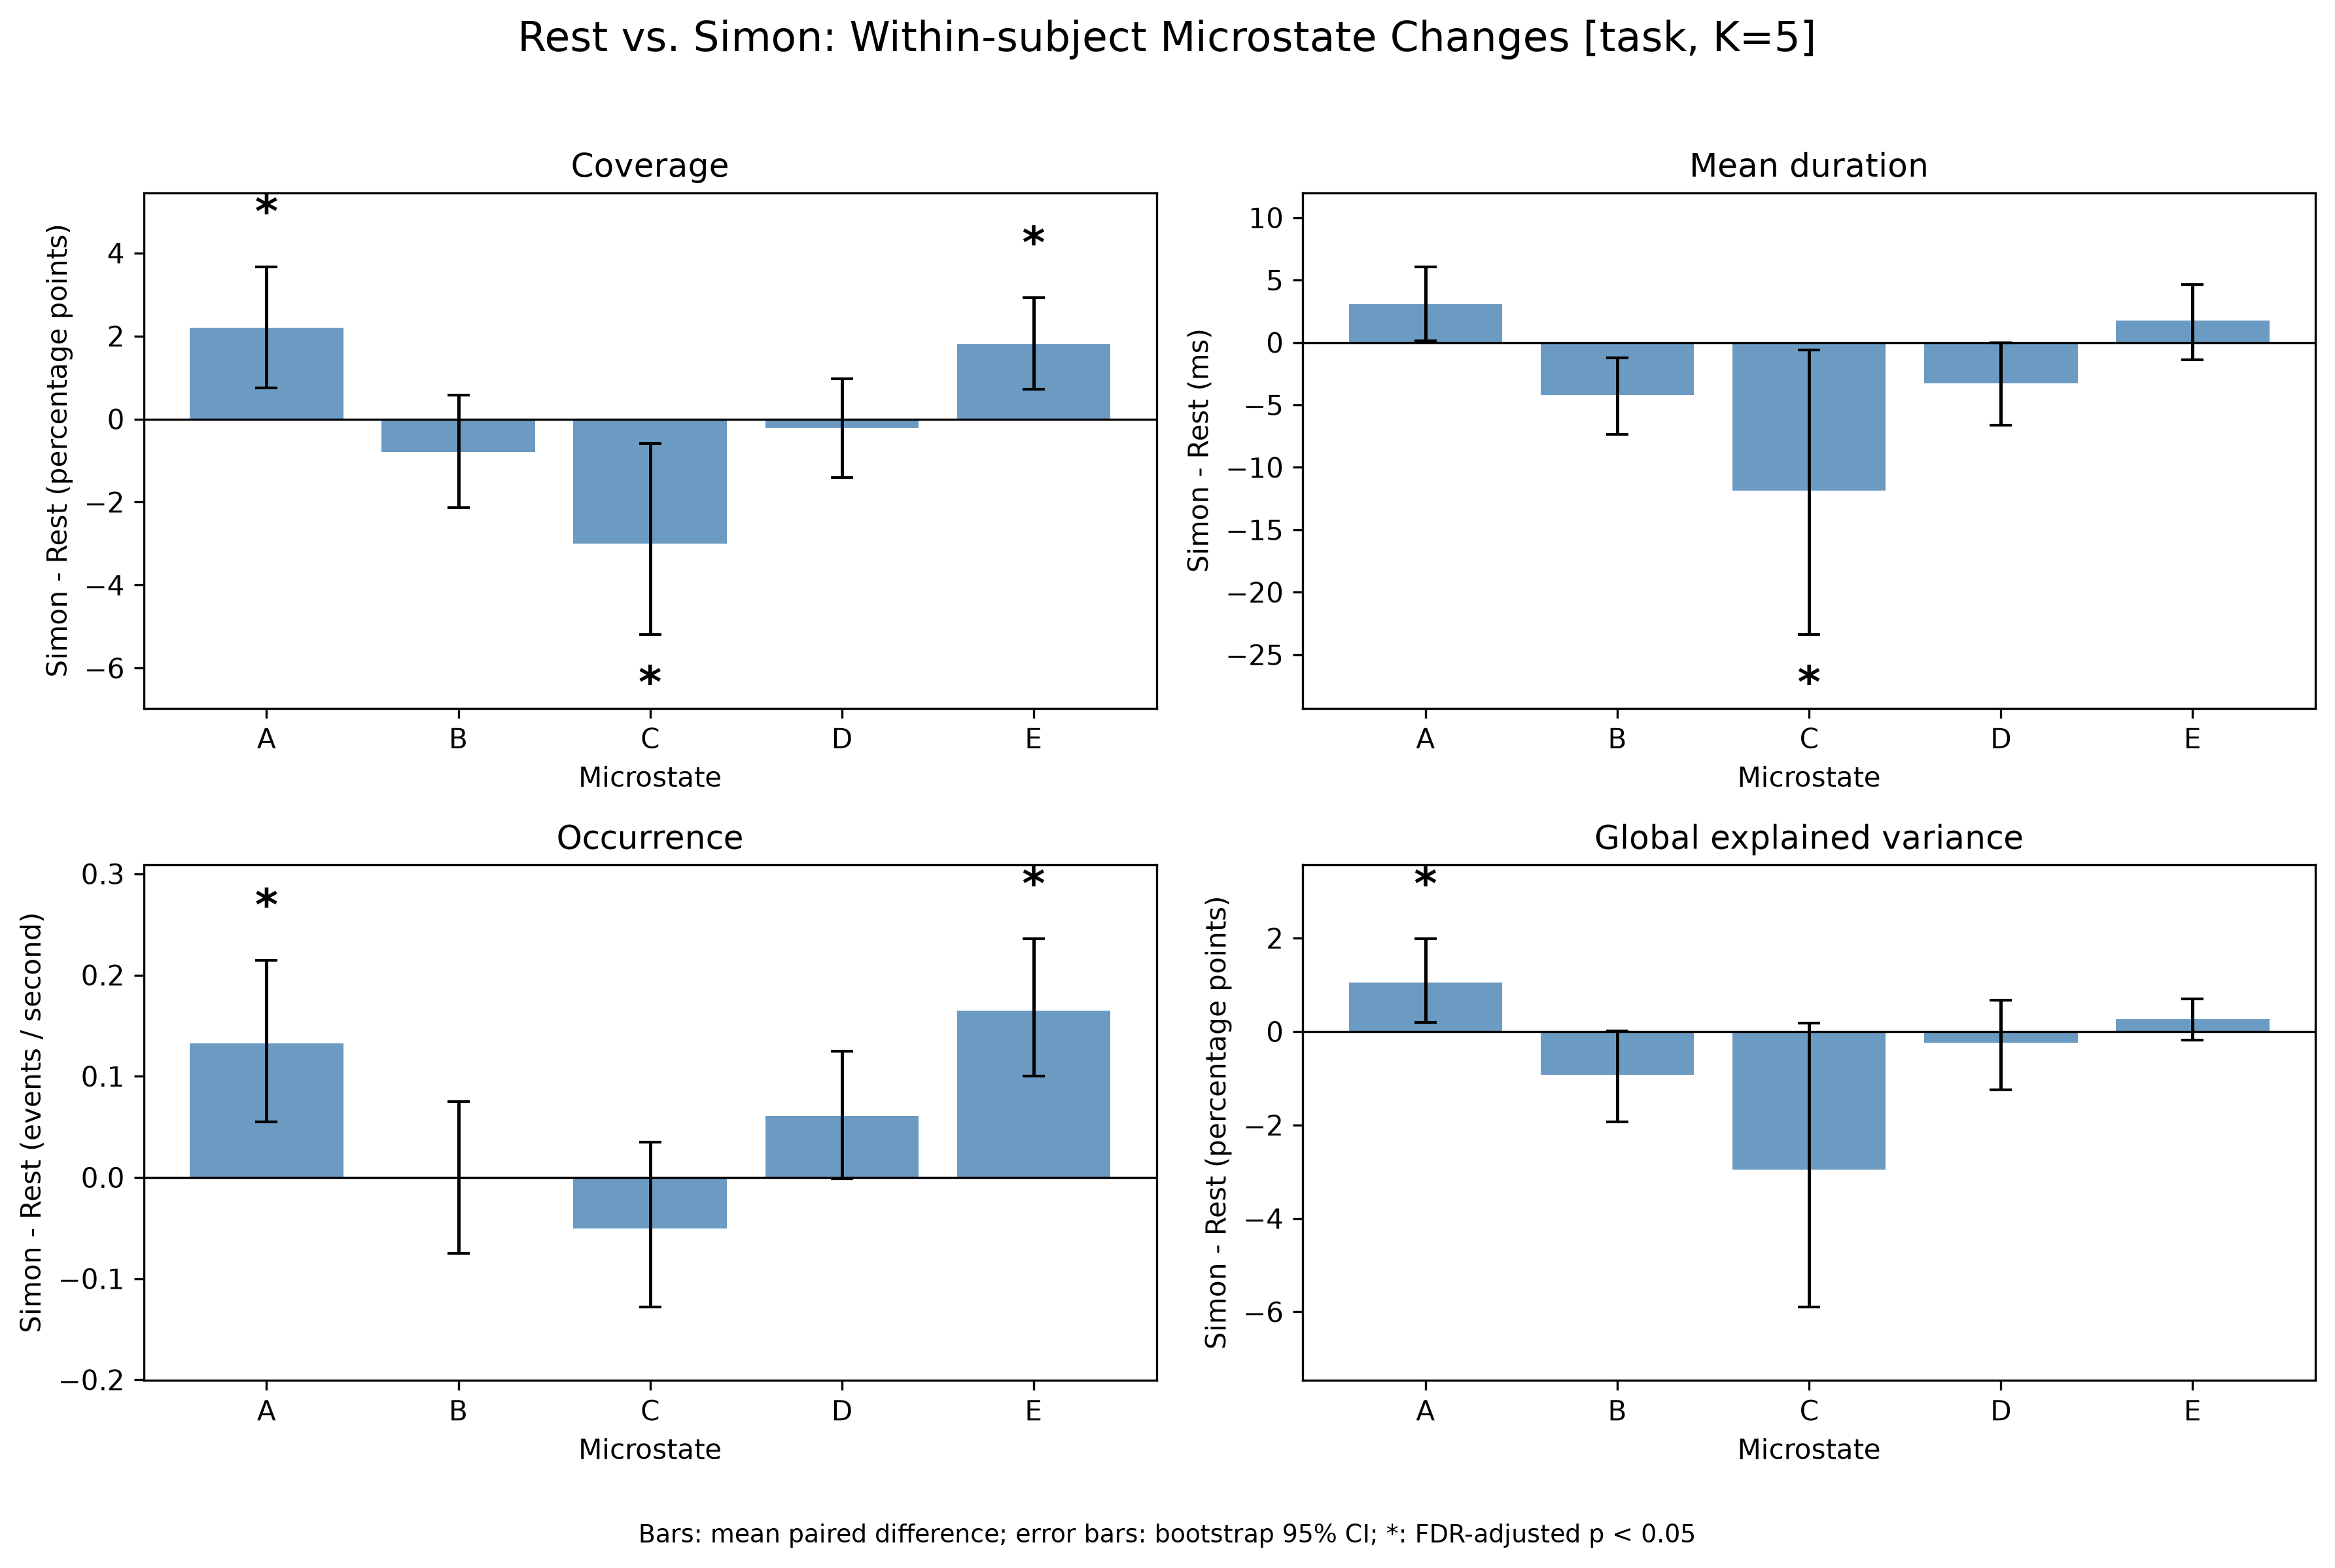 Rest vs. Simon: Within-subject Microstate Changes [task, K=5]
Coverage
Simon - Rest (percentage points)
4
2
0
−2
−4
−6
*
*
*
A B C D E
Microstate
Mean duration
Simon - Rest (ms)
10
5
0
−5
−10
−15
−20
−25
*
A B C D E
Microstate
Occurrence
Simon - Rest (events / second)
0.3
0.2
0.1
0.0
−0.1
−0.2
*
*
A B C D E
Microstate
Global explained variance
Simon - Rest (percentage points)
2
0
−2
−4
−6
*
A B C D E
Microstate
Bars: mean paired difference; error bars: bootstrap 95% CI; *: FDR-adjusted p < 0.05